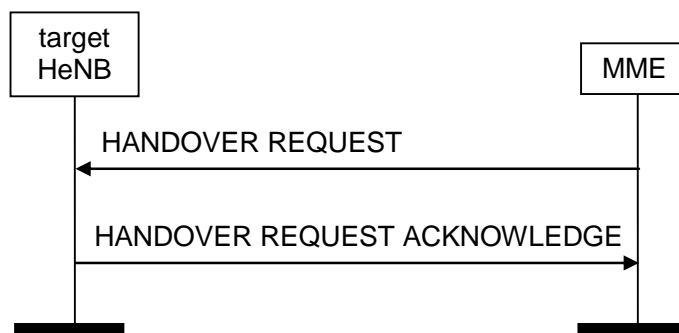 target
HeNB
MME
HANDOVER REQUEST
HANDOVER REQUEST ACKNOWLEDGE